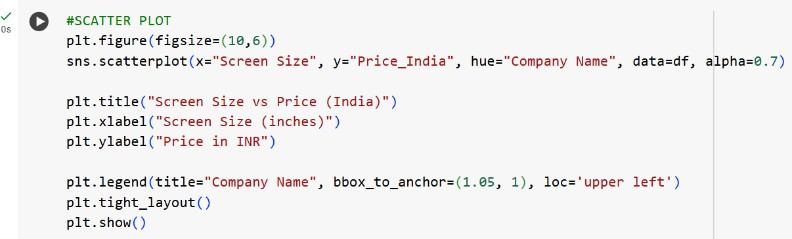 #SCATTER PLOT
0s
plt.figure(figsize=(10,6))
sns.scatterplot(x="Screen Size", y="Price_India", hue="Company Name", data=df, alpha=0.7)
plt.title("Screen Size vs Price (India)")
plt.xlabel("Screen Size (inches)")
plt.ylabel("Price in INR")
plt.legend(title="Company Name", bbox_to_anchor=(1.05, 1), loc='upper left')
plt.tight_layout()
plt.show()